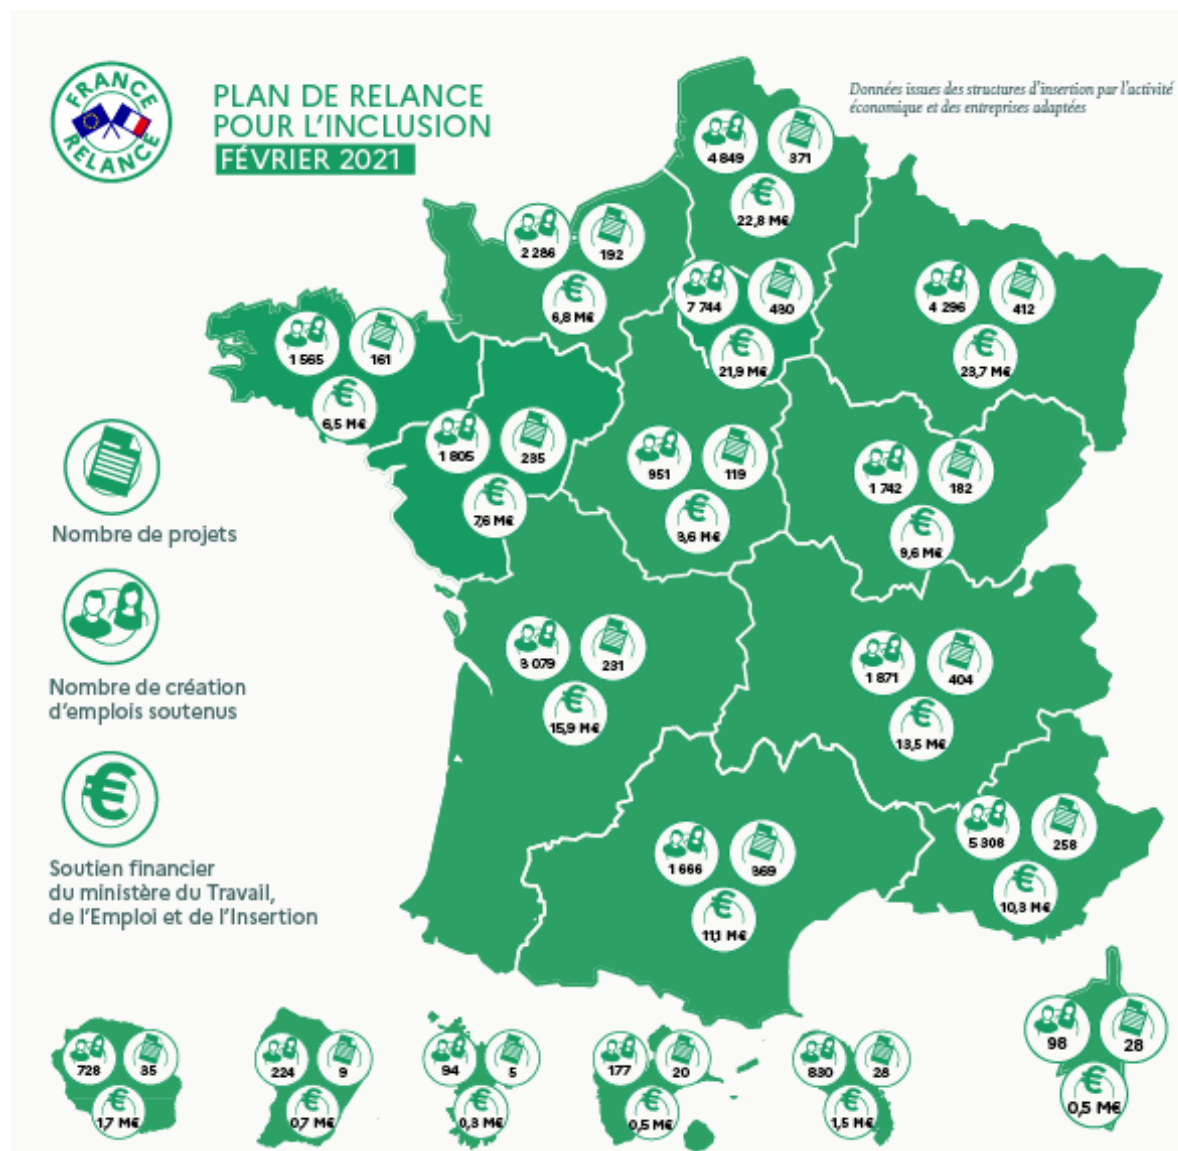 FRANCE
RELANCE
PLAN DE RELANCE
POUR L'INCLUSION
FÉVRIER 2021
Données issues des structures d'insertion par l'activité
économique et des entreprises adaptées
4 849
371
22,8 M€
2 286
192
6,8 M€
7 744
430
21,9 M€
4 296
412
23,7 M€
1 565
161
6,5 M€
1 805
235
7,6 M€
951
119
3,6 M€
1 742
182
9,6 M€
Nombre de projets
Nombre de création
d'emplois soutenus
3 079
231
15,9 M€
1 871
404
13,5 M€
Soutien financier
du ministère du Travail,
de l'Emploi et de l'Insertion
1 666
369
11,1 M€
5 308
258
10,3 M€
728
35
1,7 M€
224
9
0,7 M€
94
5
0,3 M€
177
20
0,5 M€
830
28
1,5 M€
98
28
0,5 M€